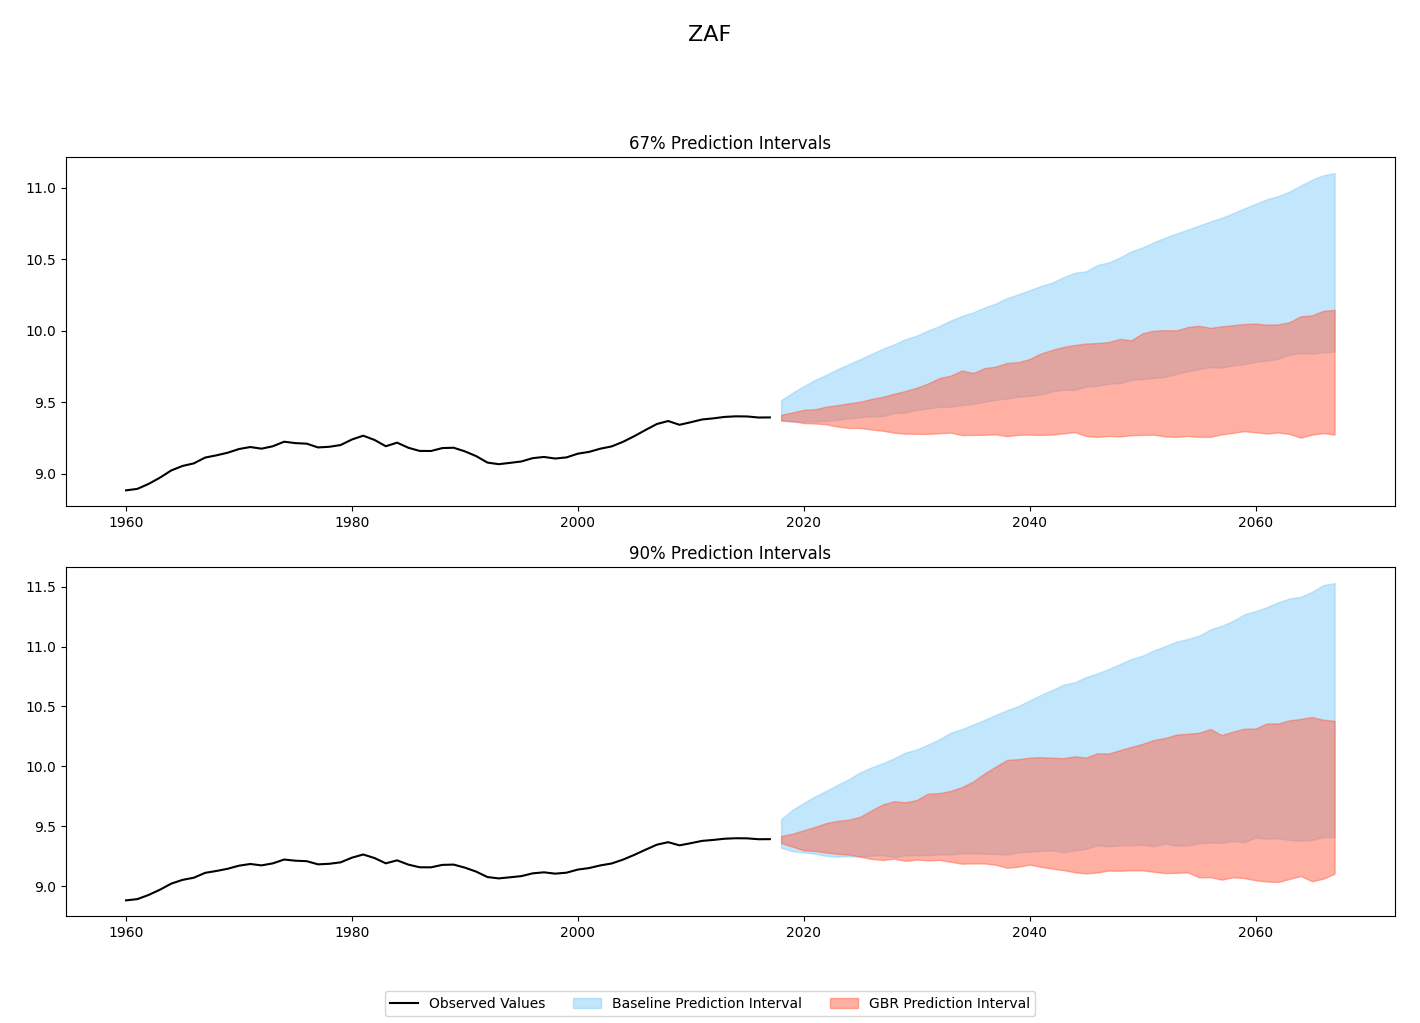 ZAF
67% Prediction Intervals
11.0
10.5
10.0
9.5
9.0
1960 1980 2000 2020 2040 2060
90% Prediction Intervals
11.5
11.0
10.5
10.0
9.5
9.0
1960 1980 2000 2020 2040 2060
Observed Values Baseline Prediction Interval GBR Prediction Interval